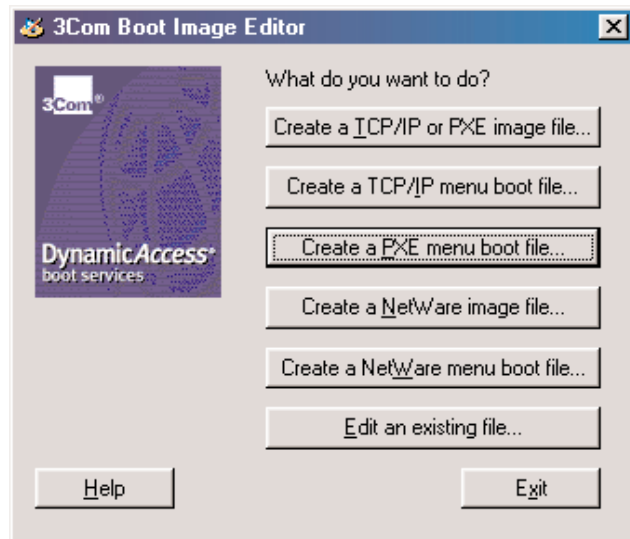 3Com Boot Image Editor
3Com®
DynamicAccess®
boot services
What do you want to do?
Create a TCP/IP or PXE image file...
Create a TCP/IP menu boot file...
Create a PXE menu boot file...
Create a NetWare image file...
Create a NetWare menu boot file...
Edit an existing file...
Help
Exit